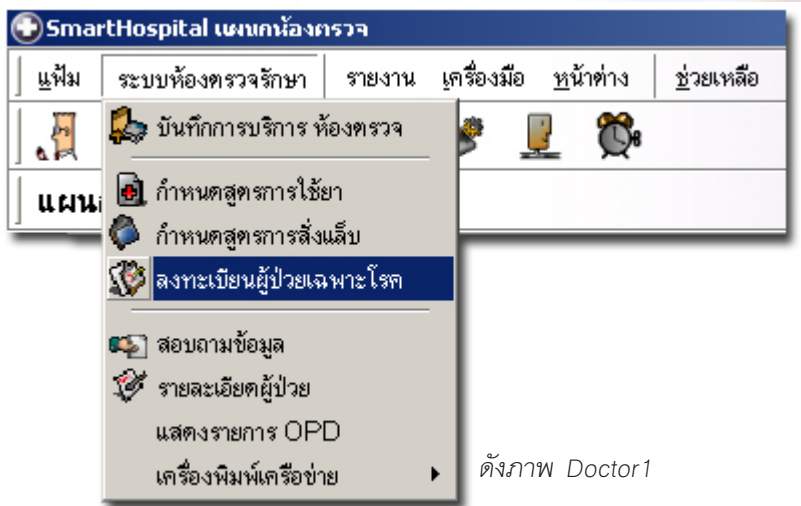 SmartHospital แผนกห้องตรวจ
แฟ้ม ระบบห้องตรวจรักษา รายงาน เครื่องมือ หน้าต่าง ช่วยเหลือ
บันทึกการบริการ ห้องตรวจ
แผน
กำหนดสูตรการใช้ยา
กำหนดสูตรการสั่งแล็บ
ลงทะเบียนผู้ป่วยเฉพาะโรค
สอบถามข้อมูล
รายละเอียดผู้ป่วย
แสดงรายการ OPD
เครื่องพิมพ์เครือข่าย
ดังภาพ Doctor1